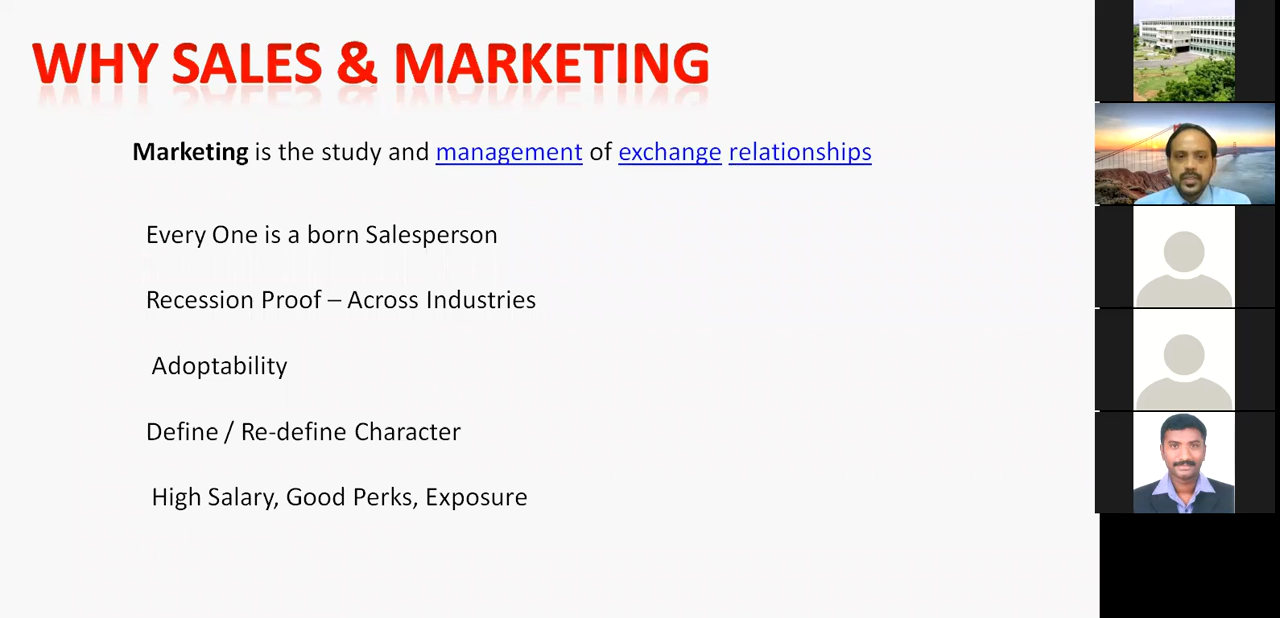 WHY SALES & MARKETING
Marketing is the study and management of exchange relationships
Every One is a born Salesperson
Recession Proof – Across Industries
Adoptability
Define / Re-define Character
High Salary, Good Perks, Exposure